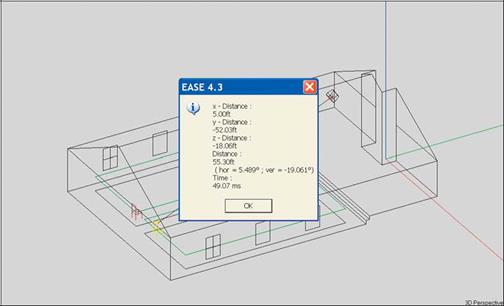 EASE 4.3
x - Distance :
5.00ft
y - Distance :
-52.03ft
z - Distance :
-18.06ft
Distance :
55.30ft
( hor = 5.489° ; ver = -19.061°)
Time :
49.07 ms
OK
3D Perspective